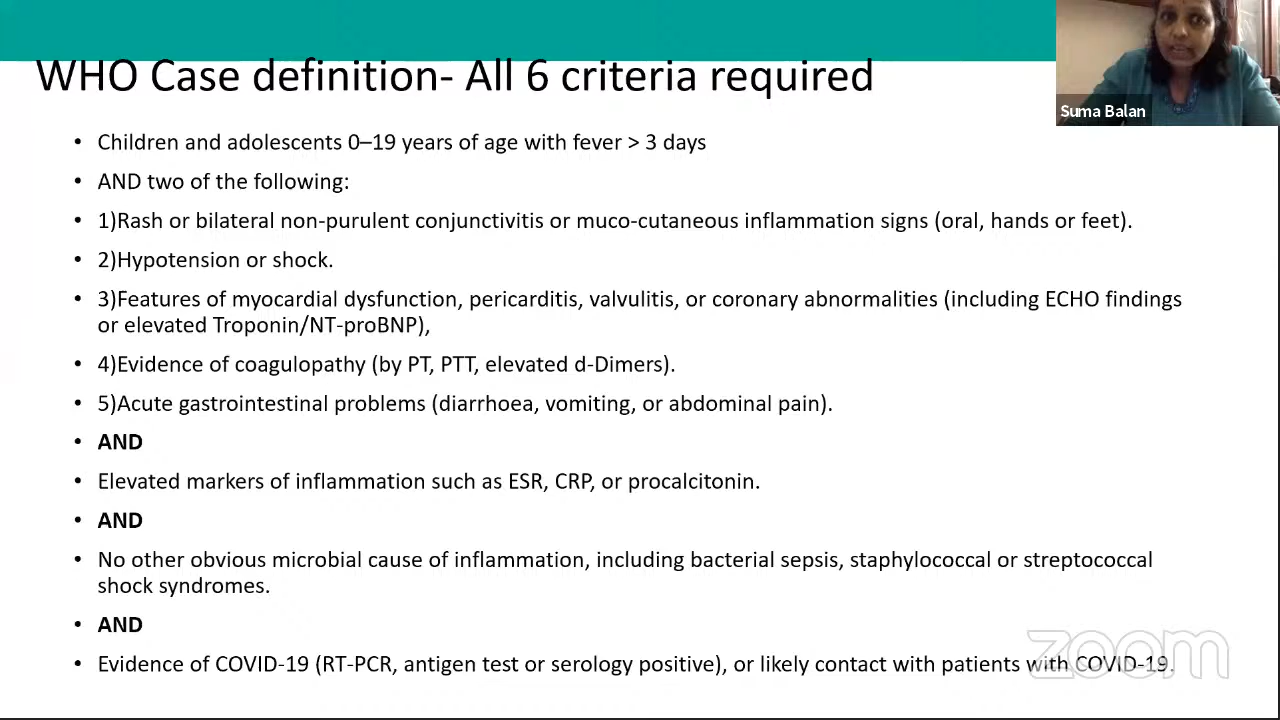 WHO Case definition- All 6 criteria required
Suma Balan
• Children and adolescents 0–19 years of age with fever > 3 days
• AND two of the following:
• 1)Rash or bilateral non-purulent conjunctivitis or muco-cutaneous inflammation signs (oral, hands or feet).
• 2)Hypotension or shock.
• 3)Features of myocardial dysfunction, pericarditis, valvulitis, or coronary abnormalities (including ECHO findings
or elevated Troponin/NT-proBNP),
• 4)Evidence of coagulopathy (by PT, PTT, elevated d-Dimers).
• 5)Acute gastrointestinal problems (diarrhoea, vomiting, or abdominal pain).
• AND
• Elevated markers of inflammation such as ESR, CRP, or procalcitonin.
• AND
• No other obvious microbial cause of inflammation, including bacterial sepsis, staphylococcal or streptococcal
shock syndromes.
• AND
• Evidence of COVID-19 (RT-PCR, antigen test or serology positive), or likely contact with patients with COVID-19.
zoom